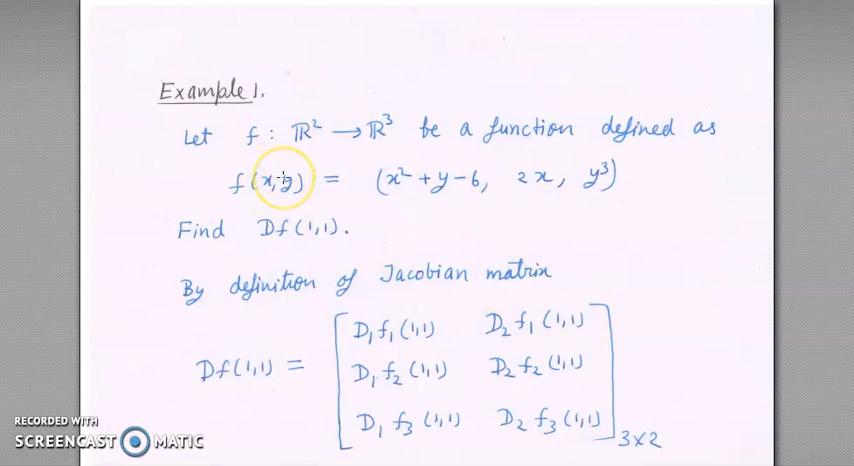 Example 1.
Let f : ℝ² → ℝ³ be a function defined as
f(x,y) = (x² + y − 6, 2x, y³)
Find Df(1,1).
By definition of Jacobian matrix
D₁f₁(1,1) D₂f₁(1,1)
Df(1,1) = D₁f₂(1,1) D₂f₂(1,1)
D₁f₃(1,1) D₂f₃(1,1)
3×2
RECORDED WITH
SCREENCAST MATIC